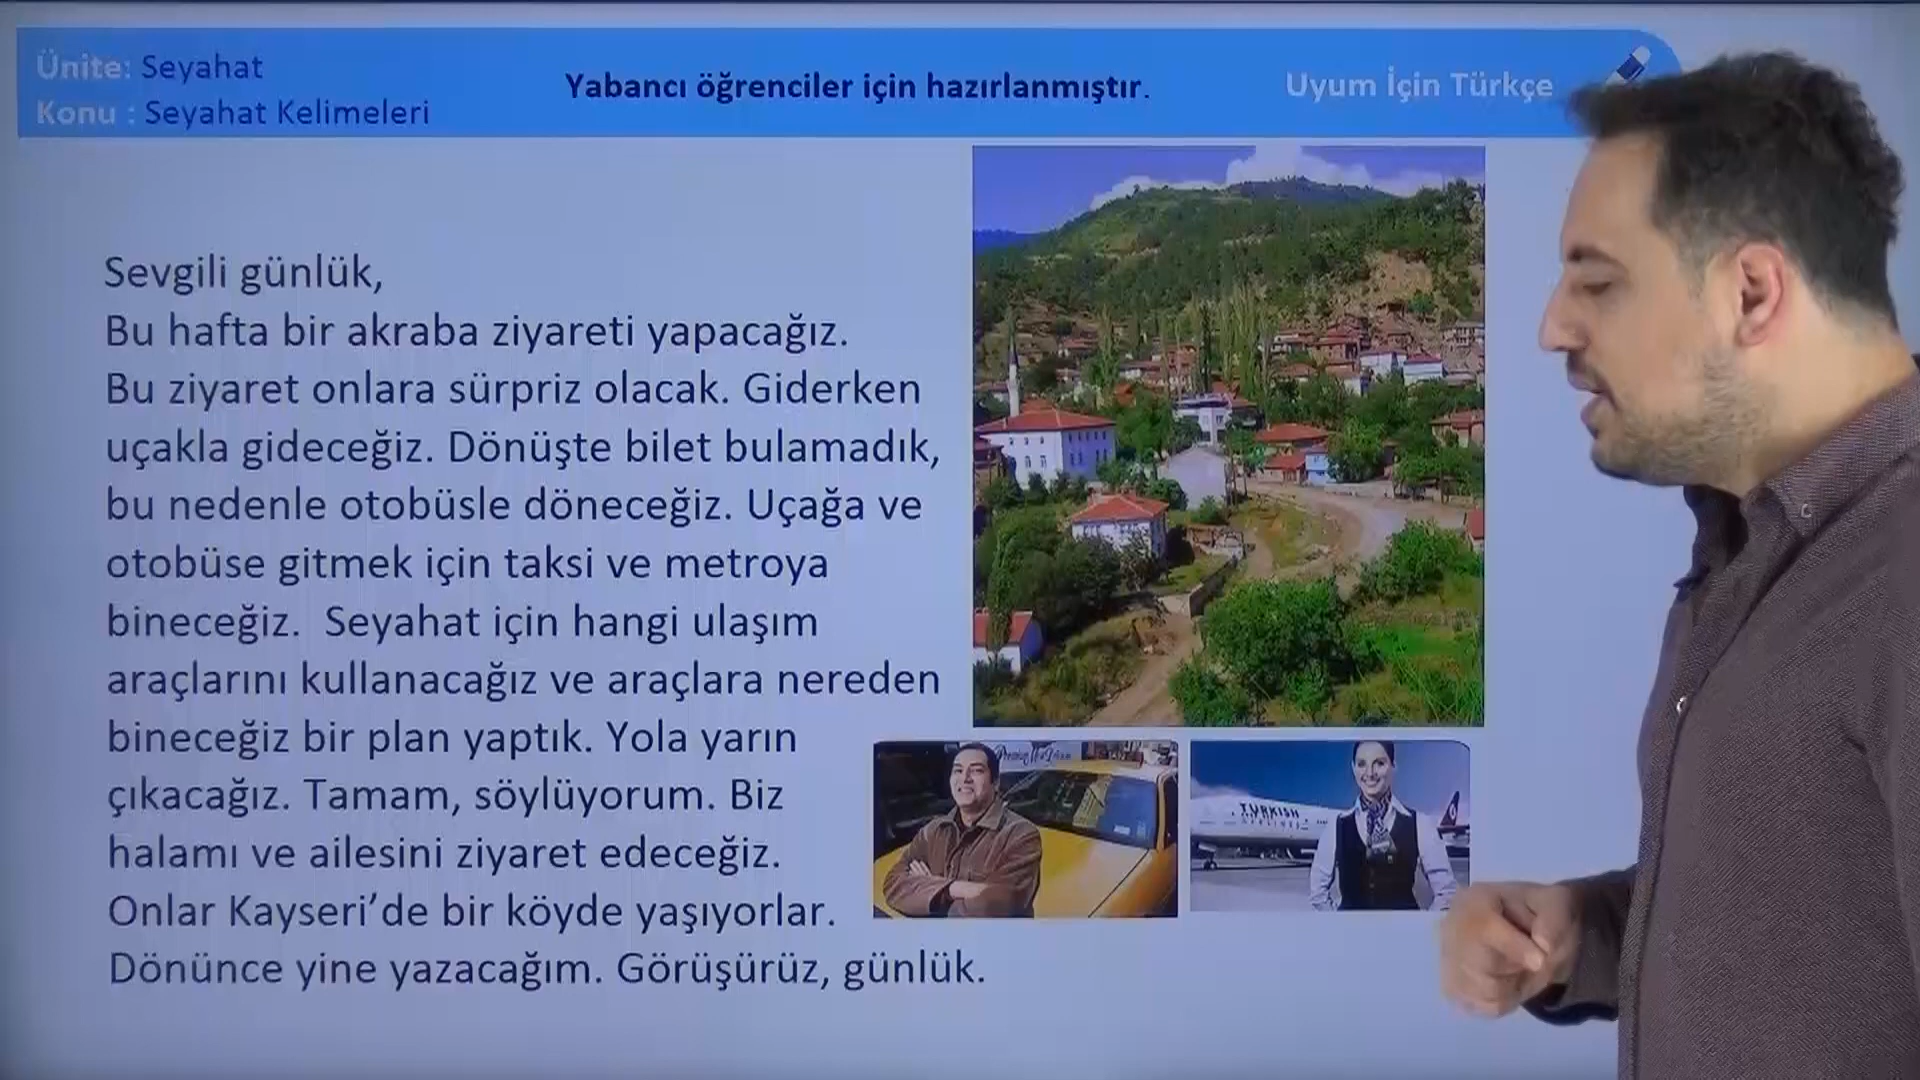 Ünite: Seyahat
Konu : Seyahat Kelimeleri
Yabancı öğrenciler için hazırlanmıştır.
Uyum İçin Türkçe
Sevgili günlük,
Bu hafta bir akraba ziyareti yapacağız.
Bu ziyaret onlara sürpriz olacak. Giderken
uçakla gideceğiz. Dönüşte bilet bulamadık,
bu nedenle otobüsle döneceğiz. Uçağa ve
otobüse gitmek için taksi ve metroya
bineceğiz. Seyahat için hangi ulaşım
araçlarını kullanacağız ve araçlara nereden
bineceğiz bir plan yaptık. Yola yarın
çıkacağız. Tamam, söylüyorum. Biz
halamı ve ailesini ziyaret edeceğiz.
Onlar Kayseri’de bir köyde yaşıyorlar.
Dönünce yine yazacağım. Görüşürüz, günlük.
TURKISH